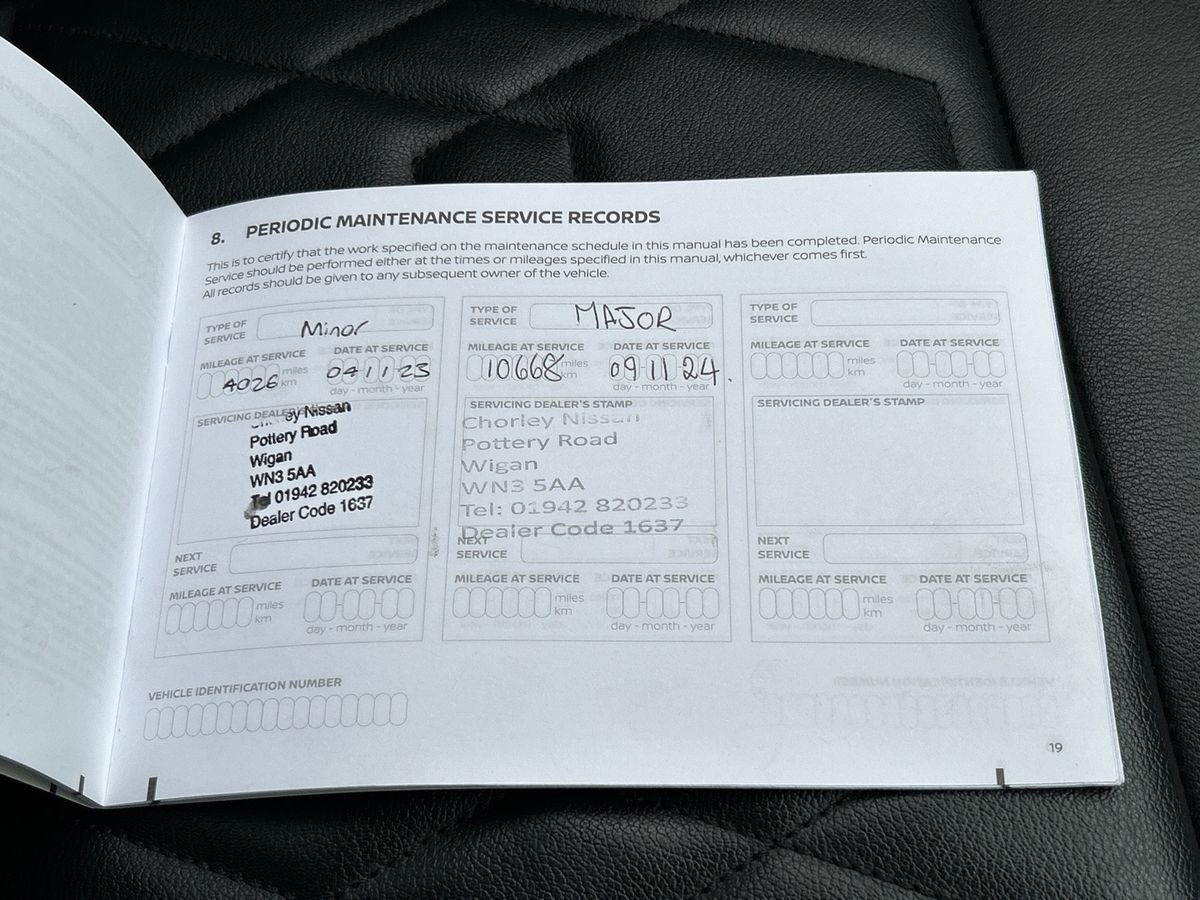 8. PERIODIC MAINTENANCE SERVICE RECORDS
This is to certify that the work specified on the maintenance schedule in this manual has been completed. Periodic Maintenance
Service should be performed either at the times or mileages specified in this manual, whichever comes first.
All records should be given to any subsequent owner of the vehicle.
TYPE OF
SERVICE
Minor
MILEAGE AT SERVICE
DATE AT SERVICE
4026
miles
km
04 11 23
day - month - year
SERVICING DEALER'S
Chorley Nissan
Pottery Road
Wigan
WN3 5AA
Tel 01942 820233
Dealer Code 1637
NEXT
SERVICE
MILEAGE AT SERVICE
DATE AT SERVICE
miles
km
day - month - year
TYPE OF
SERVICE
MAJOR
MILEAGE AT SERVICE
DATE AT SERVICE
10668
miles
km
09-11-24.
day - month - year
SERVICING DEALER'S STAMP
Chorley Nissan
Pottery Road
Wigan
WN3 5AA
Tel: 01942 820233
Dealer Code 1637
NEXT
SERVICE
MILEAGE AT SERVICE
DATE AT SERVICE
miles
km
day - month - year
TYPE OF
SERVICE
MILEAGE AT SERVICE
DATE AT SERVICE
miles
km
day - month - year
SERVICING DEALER'S STAMP
NEXT
SERVICE
MILEAGE AT SERVICE
DATE AT SERVICE
miles
km
day - month - year
VEHICLE IDENTIFICATION NUMBER
19